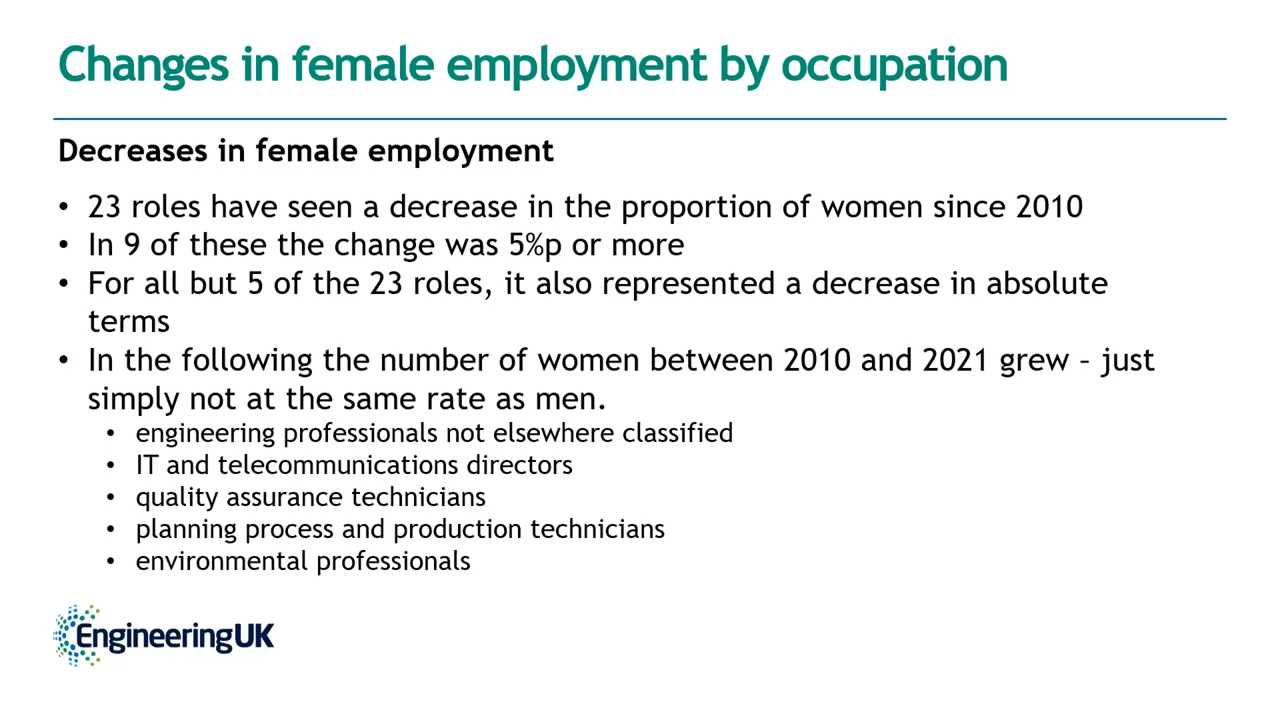 Changes in female employment by occupation
Decreases in female employment
• 23 roles have seen a decrease in the proportion of women since 2010
• In 9 of these the change was 5%p or more
• For all but 5 of the 23 roles, it also represented a decrease in absolute
terms
• In the following the number of women between 2010 and 2021 grew – just
simply not at the same rate as men.
• engineering professionals not elsewhere classified
• IT and telecommunications directors
• quality assurance technicians
• planning process and production technicians
• environmental professionals
EngineeringUK